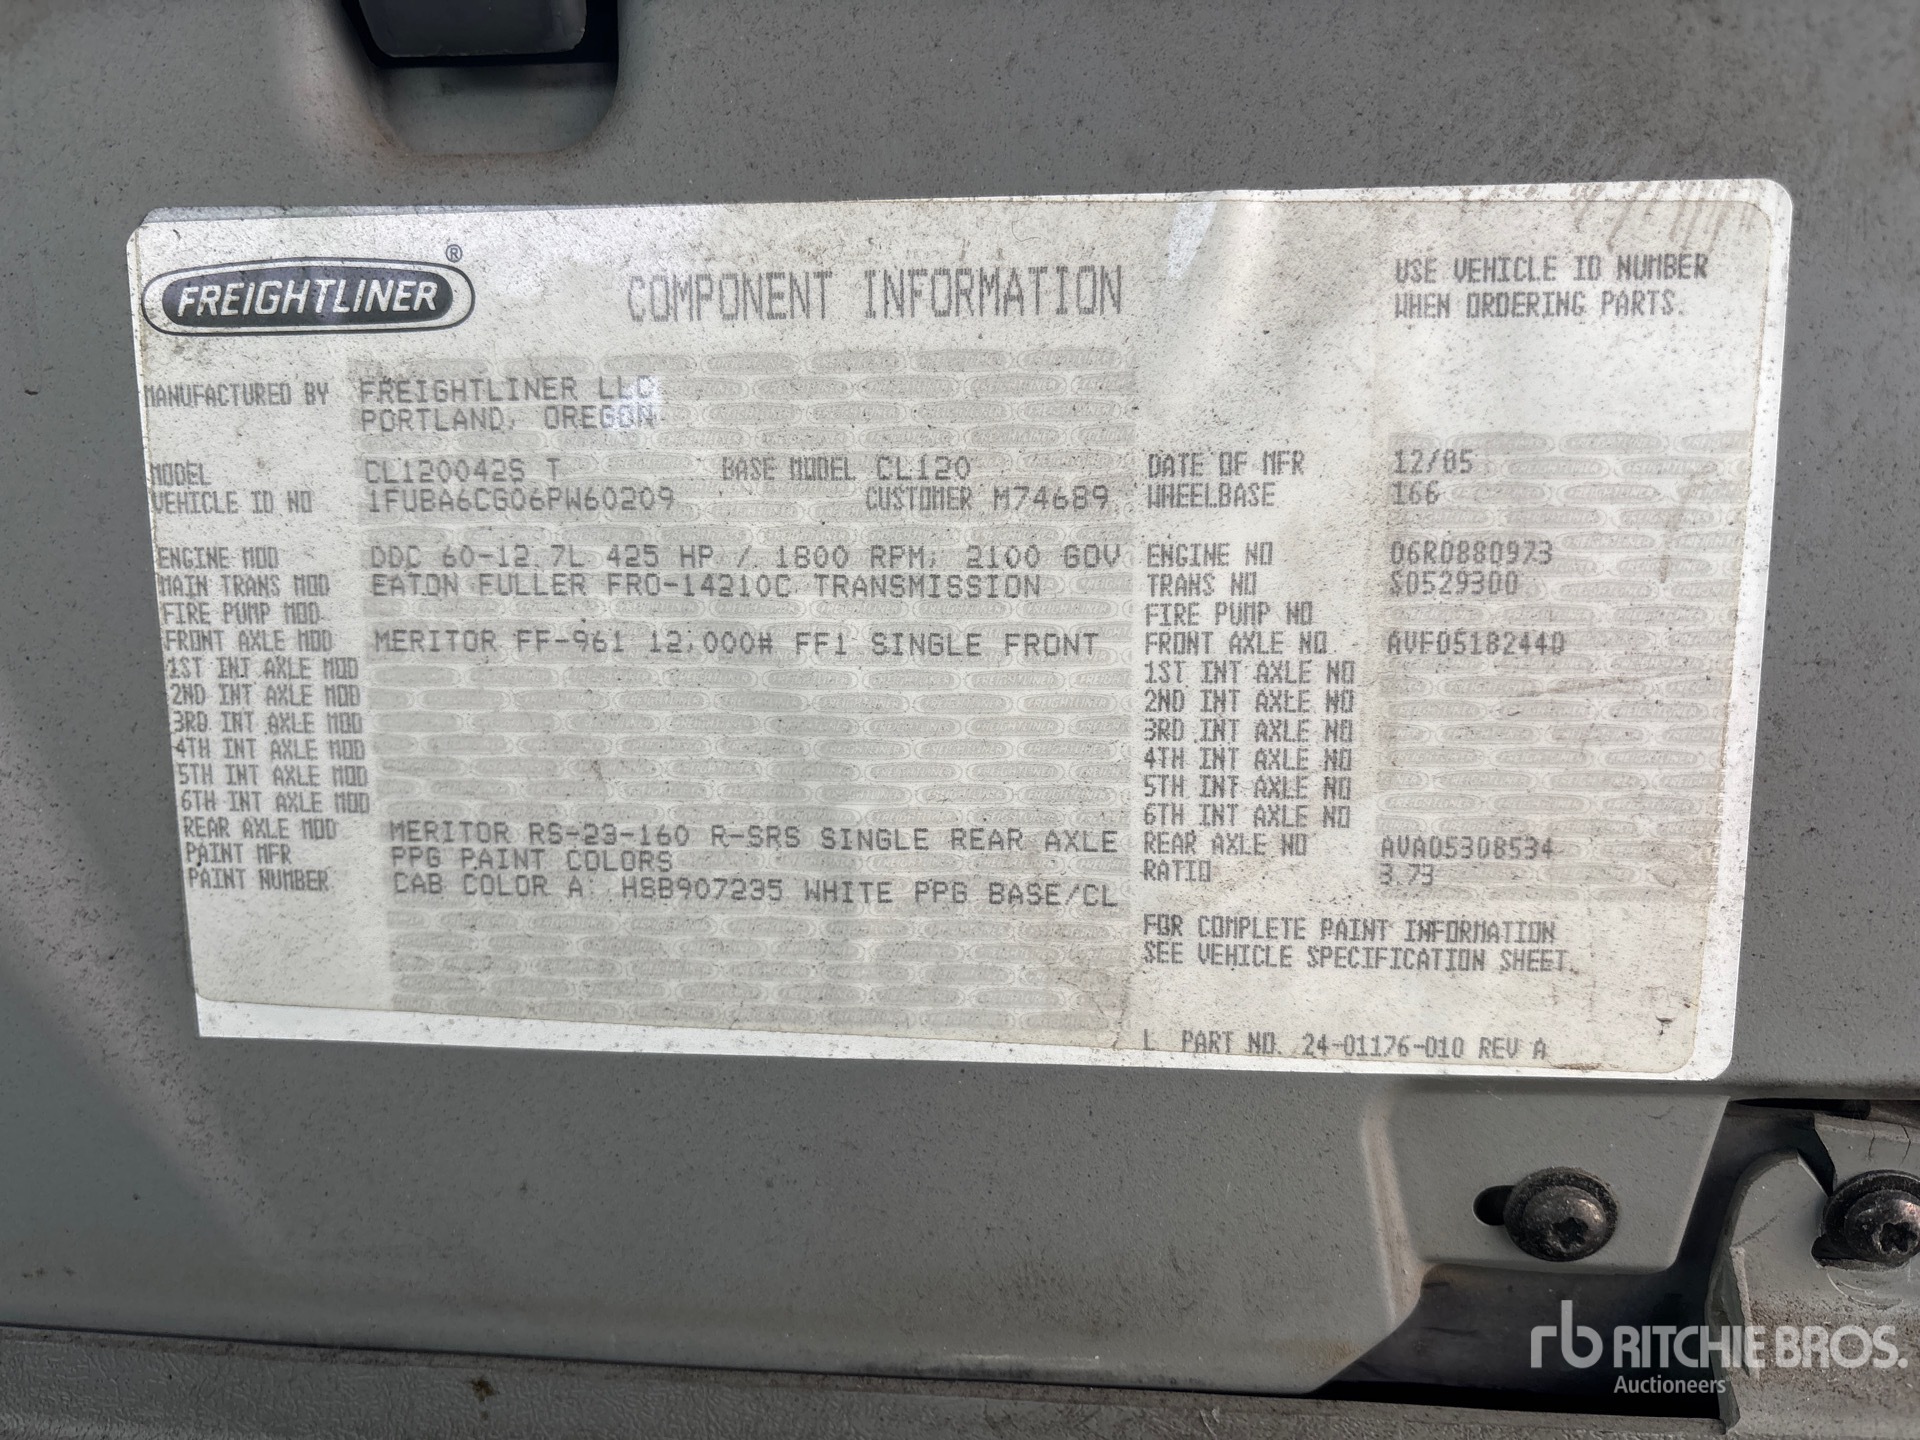 FREIGHTLINER ®
COMPONENT INFORMATION
USE VEHICLE ID NUMBER
WHEN ORDERING PARTS.
MANUFACTURED BY FREIGHTLINER LLC
PORTLAND, OREGON
MODEL CL120042S T BASE MODEL CL120 DATE OF MFR 12/05
VEHICLE ID NO 1FUBA6CG06PW60209 CUSTOMER M74689 WHEELBASE 166
ENGINE MOD DDC 60-12.7L 425 HP / 1800 RPM, 2100 GOV ENGINE NO 06R0880973
MAIN TRANS MOD EATON FULLER FRO-14210C TRANSMISSION TRANS NO S0529300
FIRE PUMP MOD FIRE PUMP NO
FRONT AXLE MOD MERITOR FF-961 12,000# FF1 SINGLE FRONT FRONT AXLE NO AVF05182440
1ST INT AXLE MOD 1ST INT AXLE NO
2ND INT AXLE MOD 2ND INT AXLE NO
3RD INT AXLE MOD 3RD INT AXLE NO
4TH INT AXLE MOD 4TH INT AXLE NO
5TH INT AXLE MOD 5TH INT AXLE NO
6TH INT AXLE MOD 6TH INT AXLE NO
REAR AXLE MOD MERITOR RS-23-160 R-SRS SINGLE REAR AXLE REAR AXLE NO AVA05308534
PAINT MFR PPG PAINT COLORS RATIO 3.73
PAINT NUMBER CAB COLOR A: HSB907235 WHITE PPG BASE/CL
FOR COMPLETE PAINT INFORMATION
SEE VEHICLE SPECIFICATION SHEET.
L PART NO. 24-01176-010 REV A
rb RITCHIE BROS.
Auctioneers